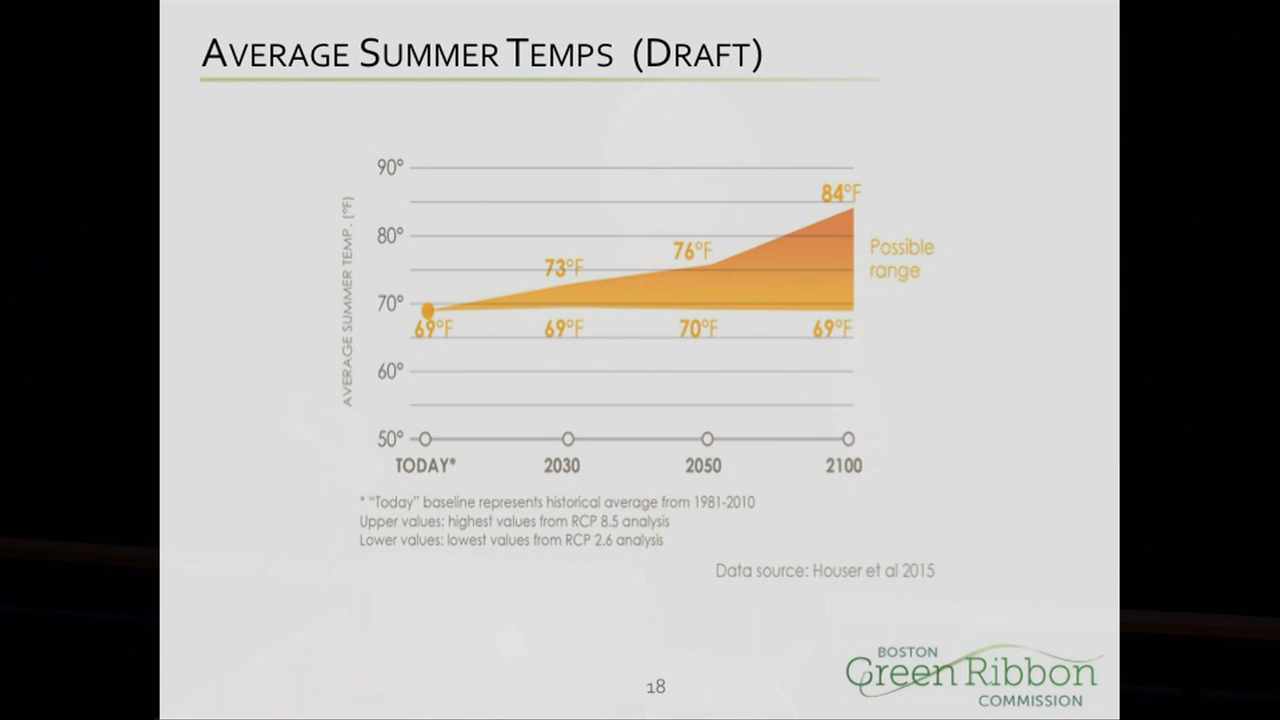 AVERAGE SUMMER TEMPS (DRAFT)
AVERAGE SUMMER TEMP. (°F)
90°
80°
70°
60°
50°
84°F
76°F
73°F
Possible
range
69°F
69°F
70°F
69°F
TODAY*
2030
2050
2100
* "Today" baseline represents historical average from 1981-2010
Upper values: highest values from RCP 8.5 analysis
Lower values: lowest values from RCP 2.6 analysis
Data source: Houser et al 2015
18
BOSTON
Green Ribbon
COMMISSION